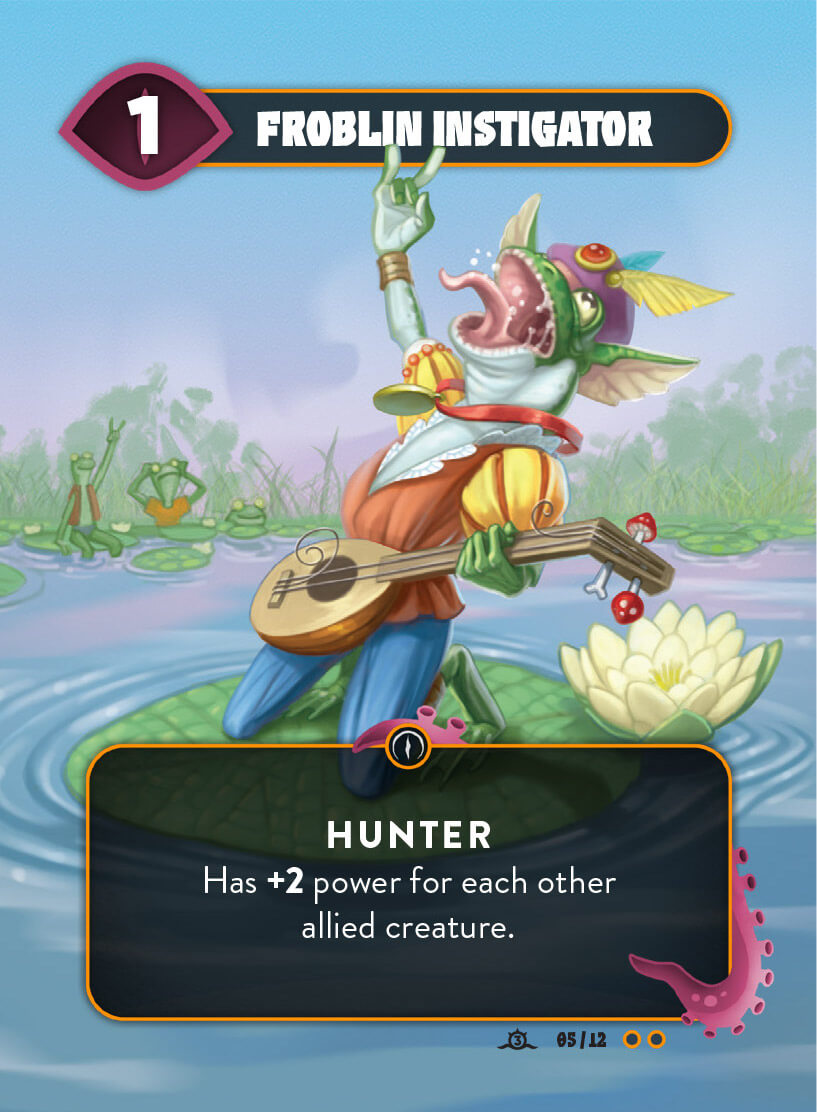 1
FROBLIN INSTIGATOR
HUNTER
Has +2 power for each other
allied creature.
3 05/12